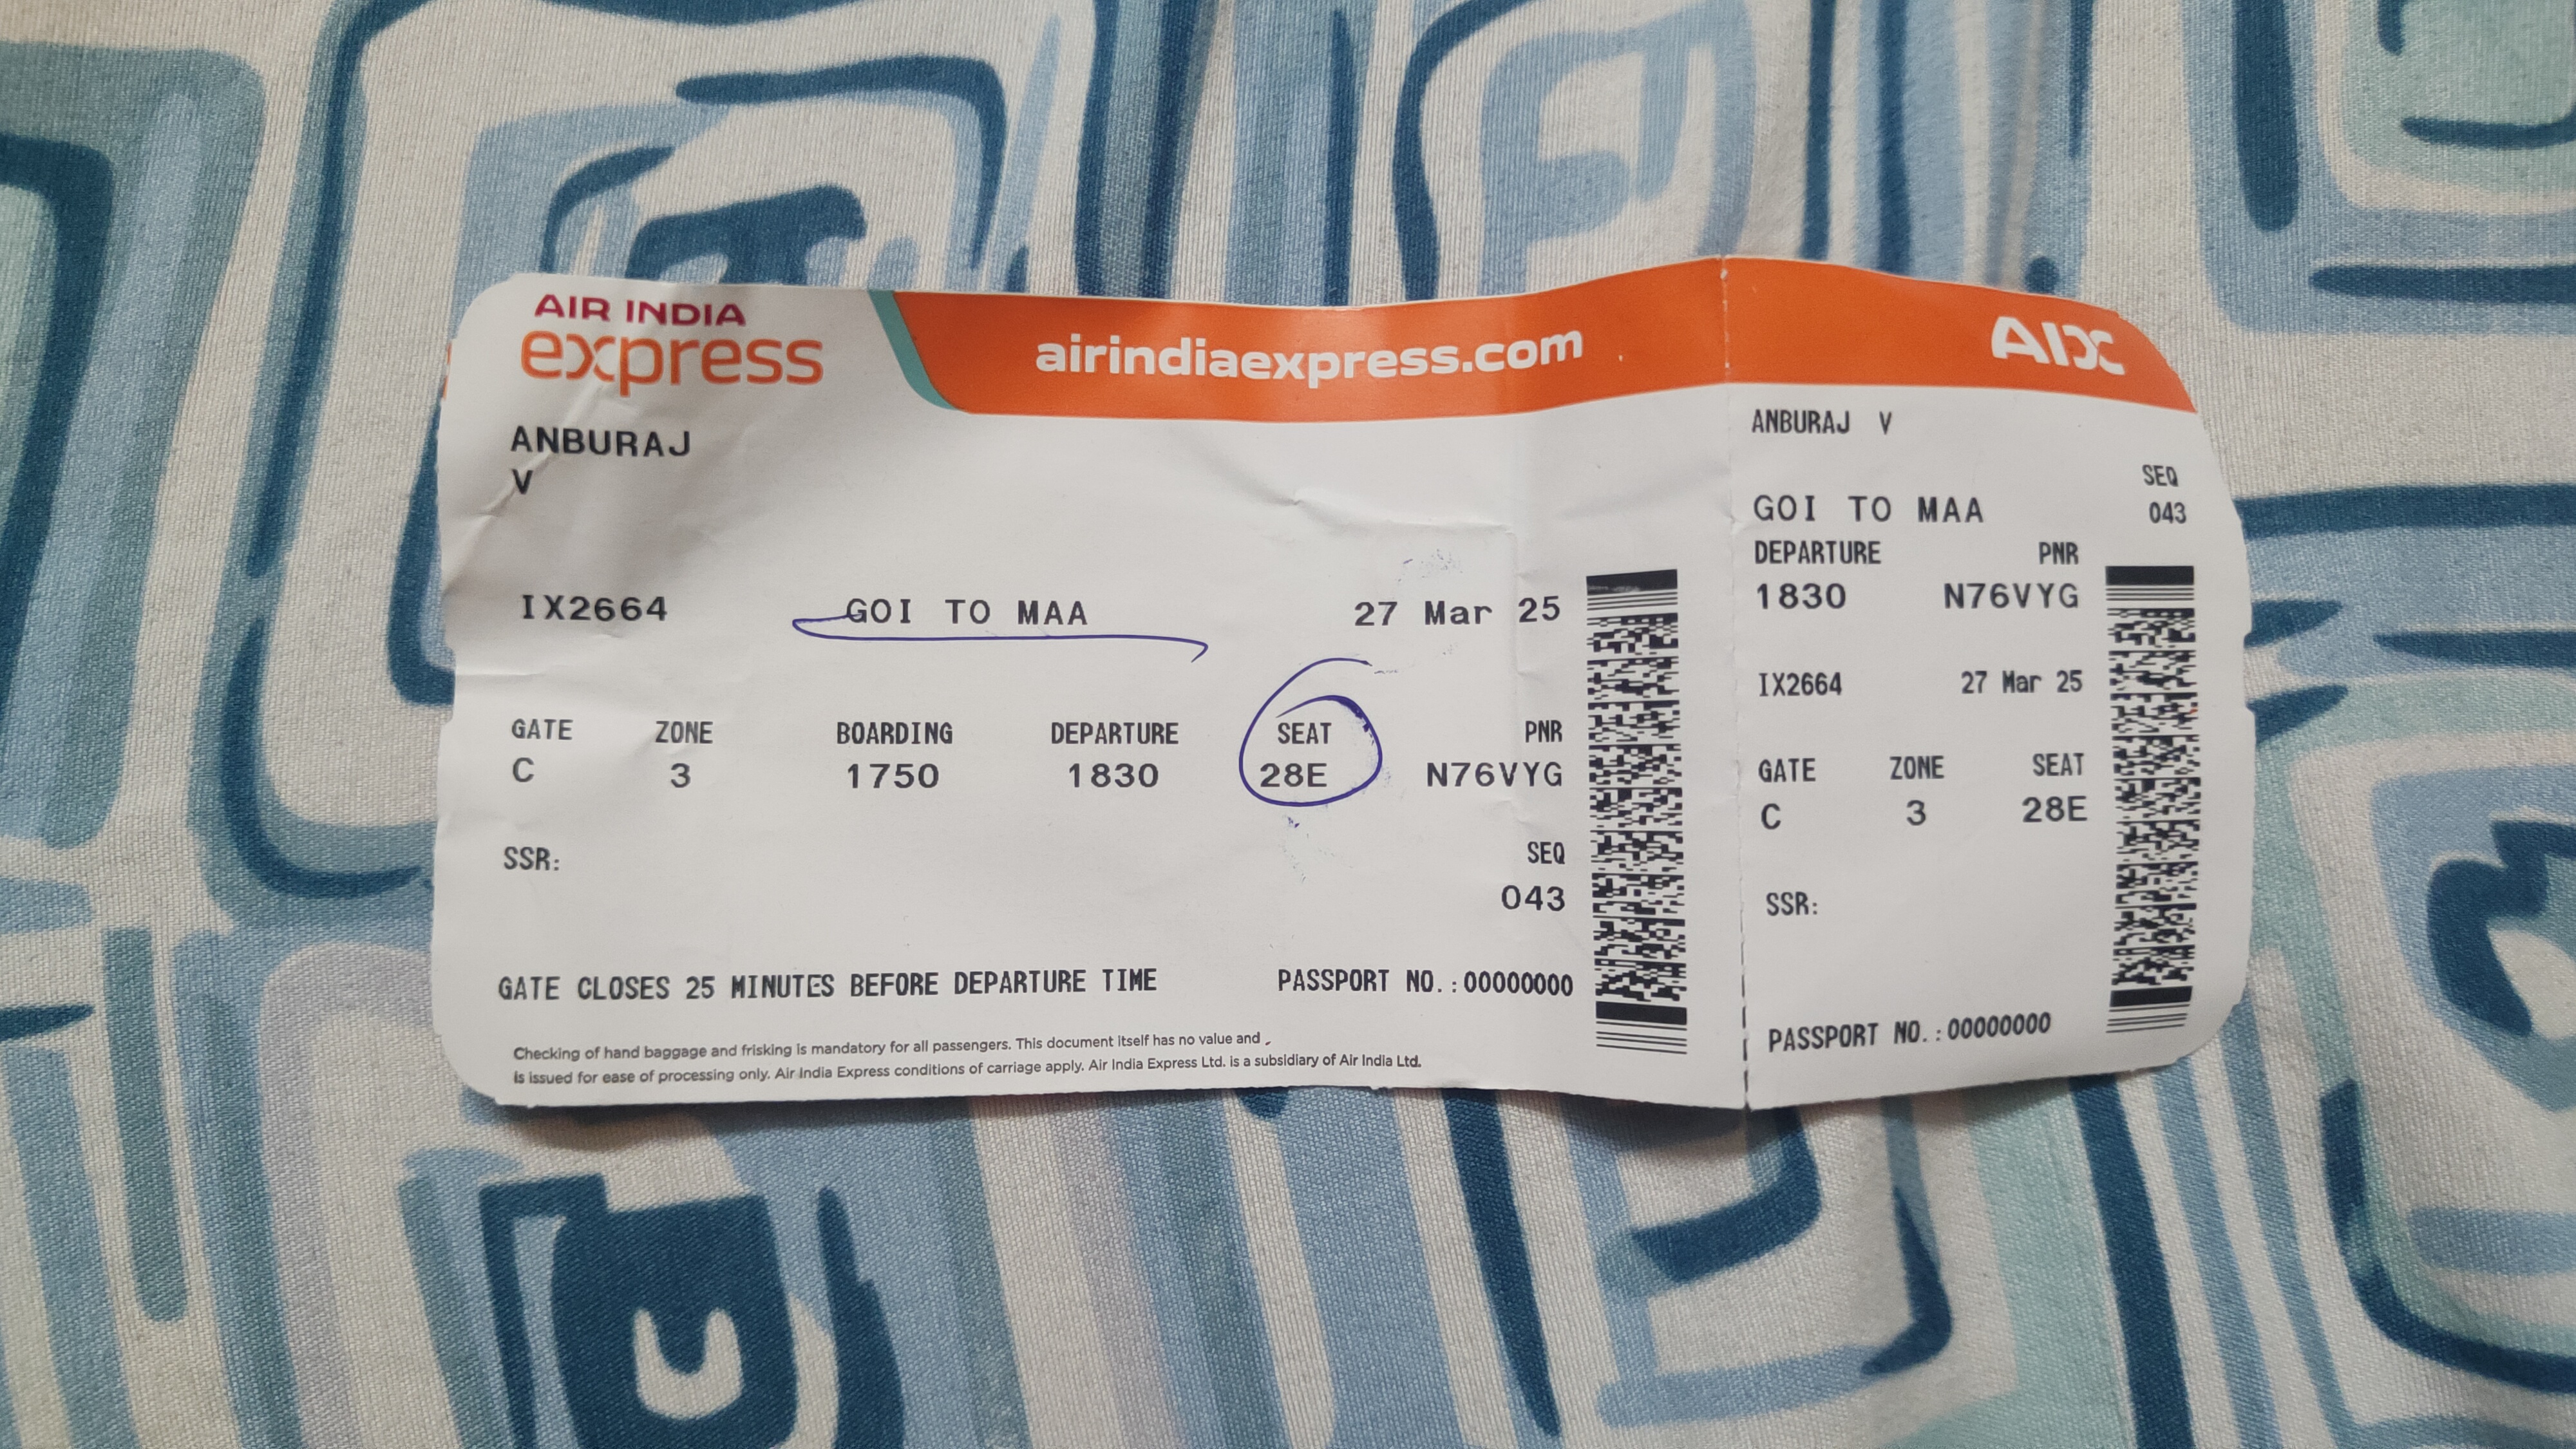 AIR INDIA
express
airindiaexpress.com
ANBURAJ
V
IX2664 GOI TO MAA 27 Mar 25
GATE ZONE BOARDING DEPARTURE SEAT PNR
C 3 1750 1830 28E N76VYG
SSR:
SEQ
043
GATE CLOSES 25 MINUTES BEFORE DEPARTURE TIME PASSPORT NO.:00000000
Checking of hand baggage and frisking is mandatory for all passengers. This document itself has no value and
is issued for ease of processing only. Air India Express conditions of carriage apply. Air India Express Ltd. is a subsidiary of Air India Ltd.
AIX
ANBURAJ V
SEQ
GOI TO MAA 043
DEPARTURE PNR
1830 N76VYG
IX2664 27 Mar 25
GATE ZONE SEAT
C 3 28E
SSR:
PASSPORT NO.:00000000